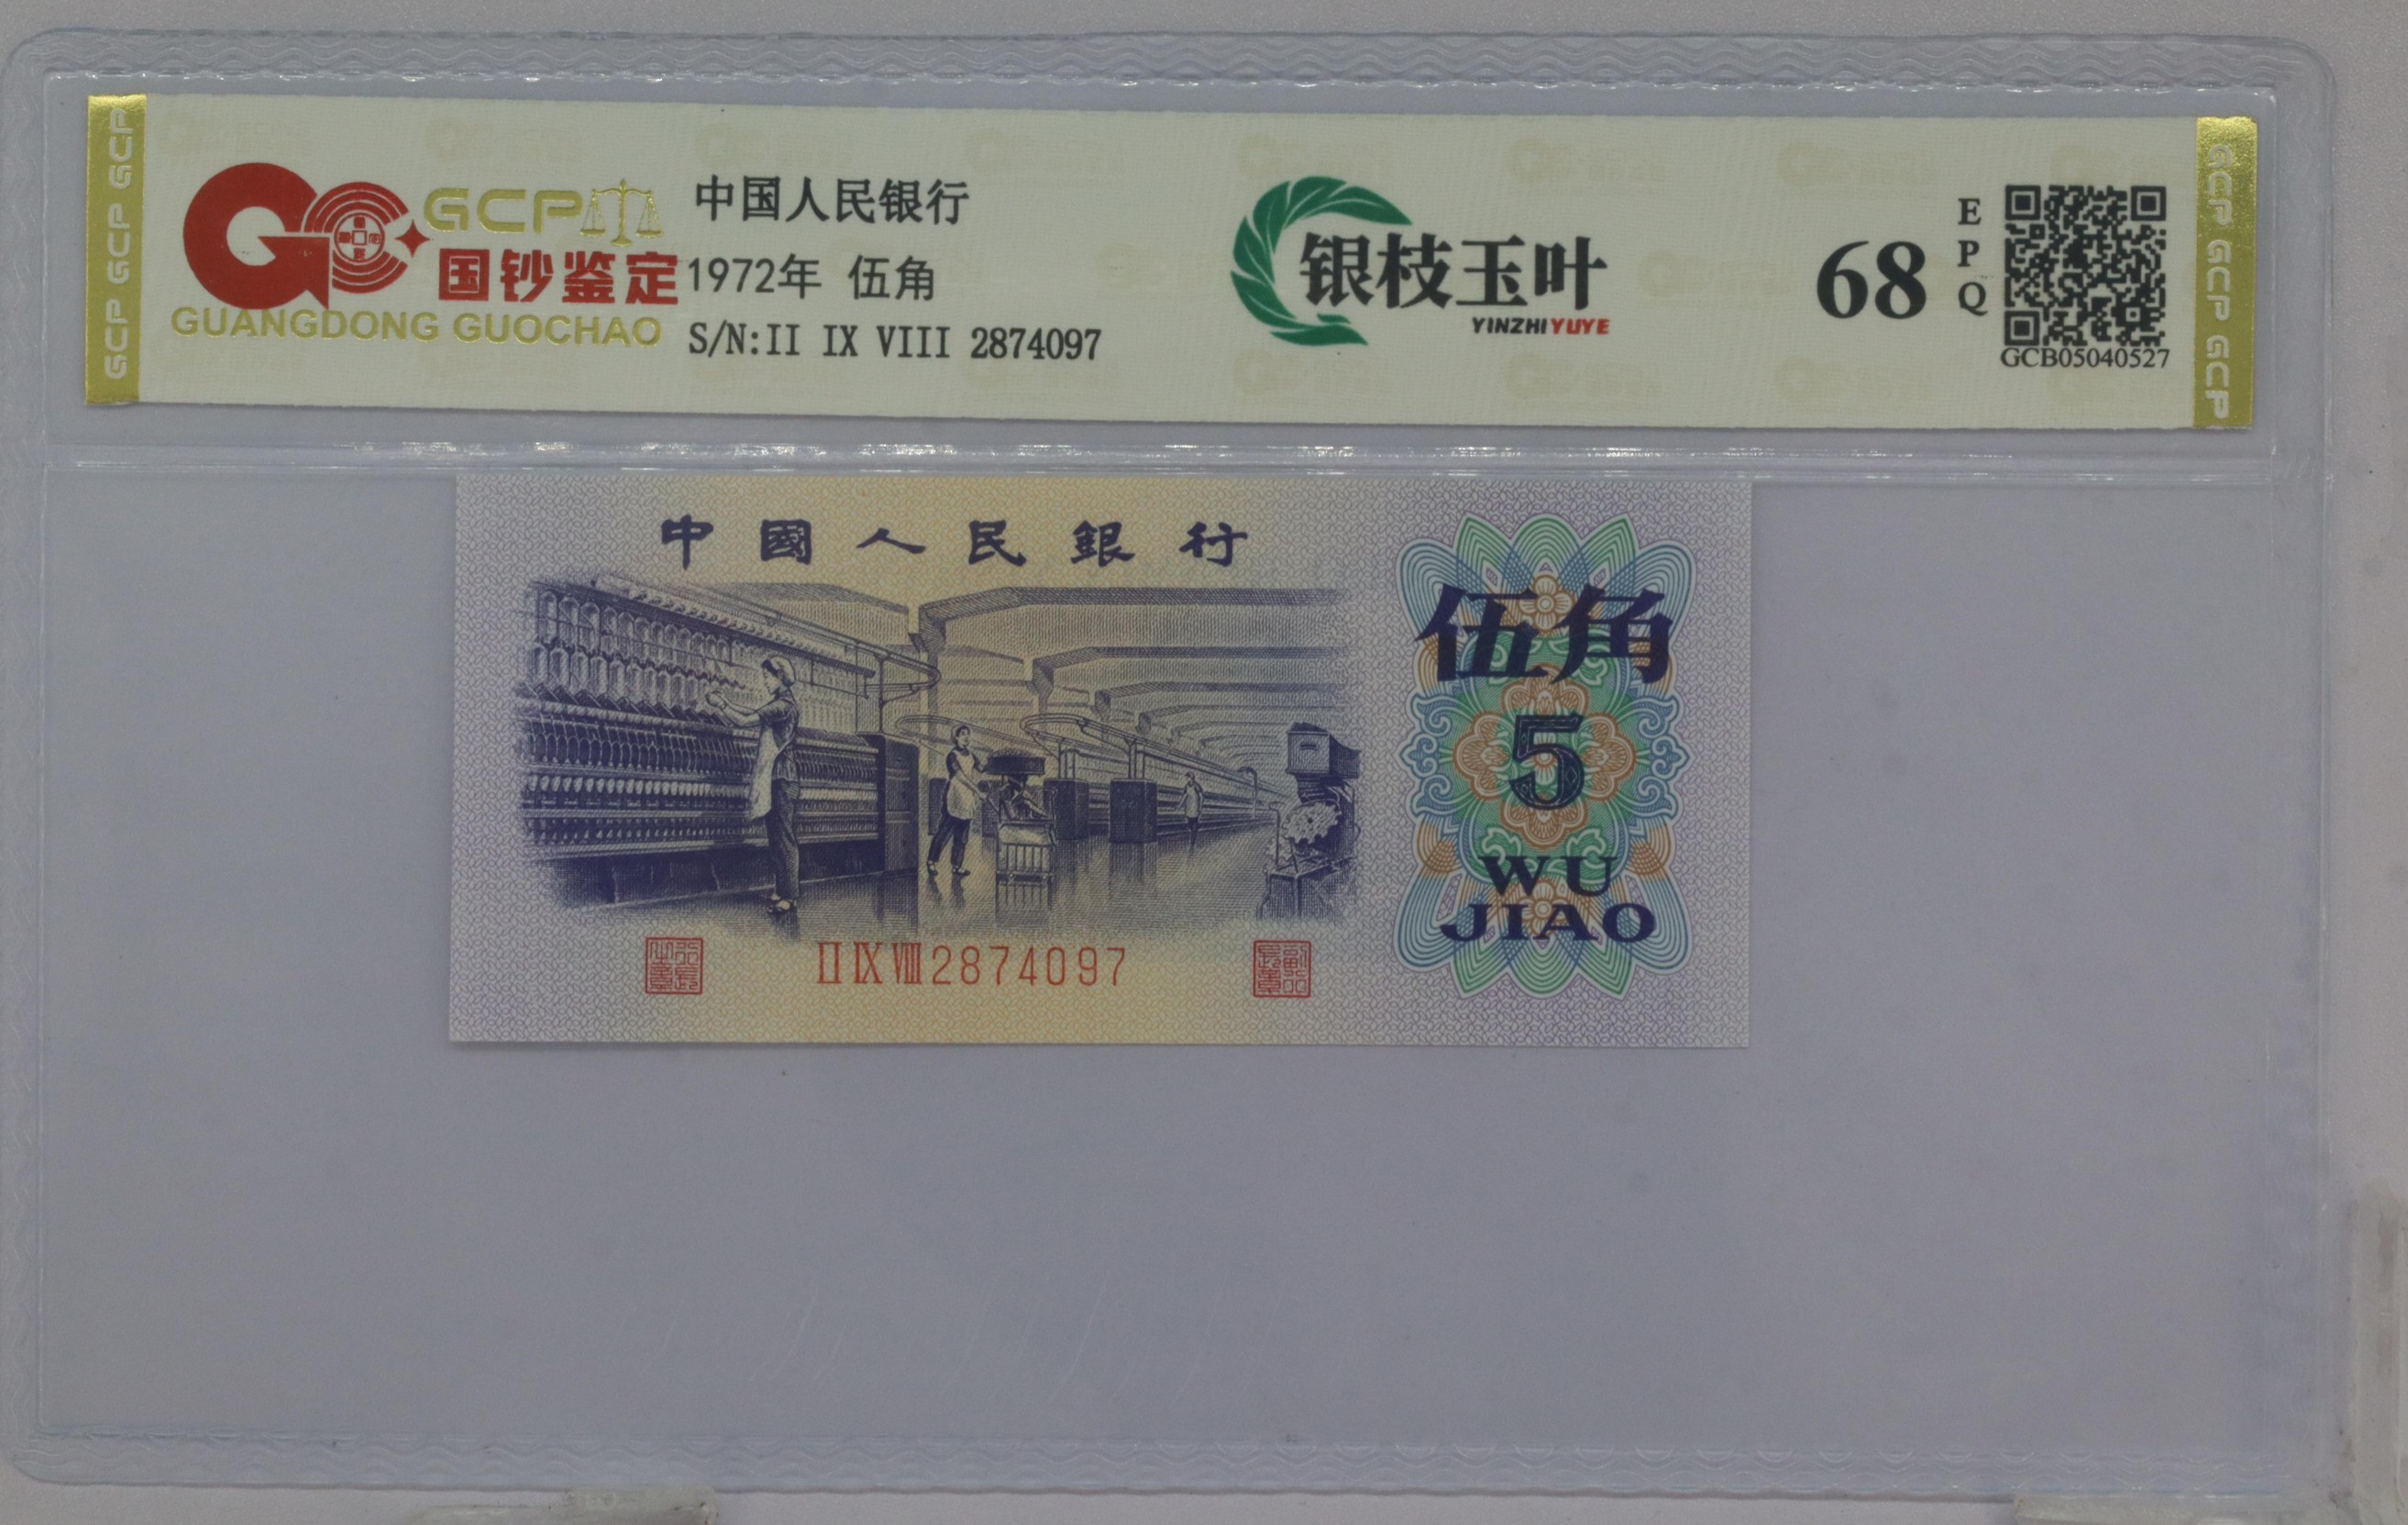 GCP GCP GCP
GCP
国钞鉴定
GUANGDONG GUOCHAO
中国人民银行
1972年 伍角
S/N:II IX VIII 2874097
银枝玉叶
YINZHIYUYE
68
EPQ
GCB05040527
GCP GCP GCP
中國人民銀行
伍角
5
WU
JIAO
II IX VIII 2874097